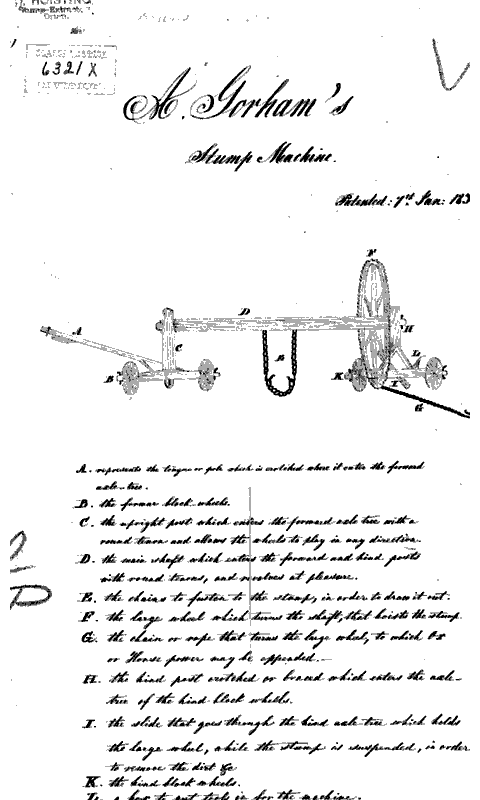 HOISTING,
Stump-Extract
6321 X
A. Gorham's
Stump Machine.
Patented: 7th Jan: 183
F
D
A
H
C
E
L
B
K
I
G
A. represents the tongue or pole which is crotched where it enters the forward
axle-tree.
B. the former block wheels.
C. the upright post which enters the forward axle tree with a
round tenon and allows the wheels to play in any direction.
D. the main shaft which enters the forward and hind posts
with round tenons, and revolves at pleasure.
E. the chains to fasten to the stump, in order to draw it out.
F. the large wheel which turns the shaft, that hoists the stump
G. the chain or rope that turns the large wheel, to which Ox
or Horse power may be appended.
H. the hind post crotched or braced which enters the axle-
tree of the hind block wheels.
I. the slide that goes through the hind axle-tree which holds
the large wheel, while the stump is suspended, in order
to remove the dirt &c
K. the hind block wheels.
L. a box to put tools in for the machine.